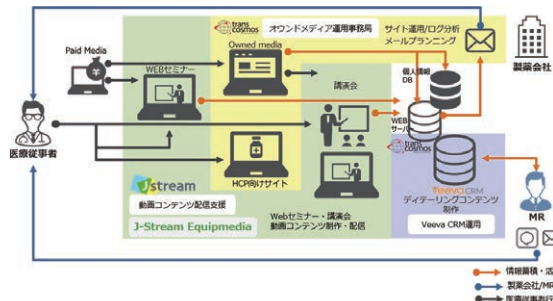 trans
cosmos
オウンドメディア運用事務局
サイト運用/ログ分析
メールプランニング
製薬会社
Paid Media
Owned media
WEBセミナー
講演会
個人情報
DB
WEB
サーバ
医療従事者
trans
cosmos
HCP向けサイト
Jstream
動画コンテンツ配信支援
J-Stream Equipmedia
Webセミナー・講演会
動画コンテンツ制作・配信
Veeva CRM
ディテーリングコンテンツ
制作
Veeva CRM運用
MR
情報蓄積・活
製薬会社/MR
医療従事者行